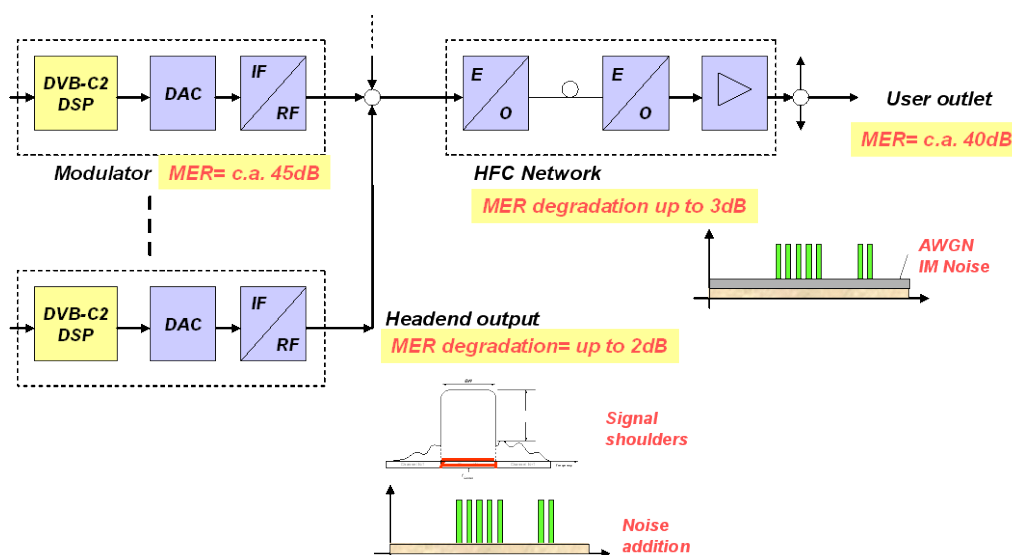 DVB-C2
DSP
DAC
IF
RF
E
O
E
O
User outlet
MER= c.a. 40dB
Modulator
MER= c.a. 45dB
HFC Network
MER degradation up to 3dB
AWGN
IM Noise
DVB-C2
DSP
DAC
IF
RF
Headend output
MER degradation= up to 2dB
Signal
shoulders
Noise
addition